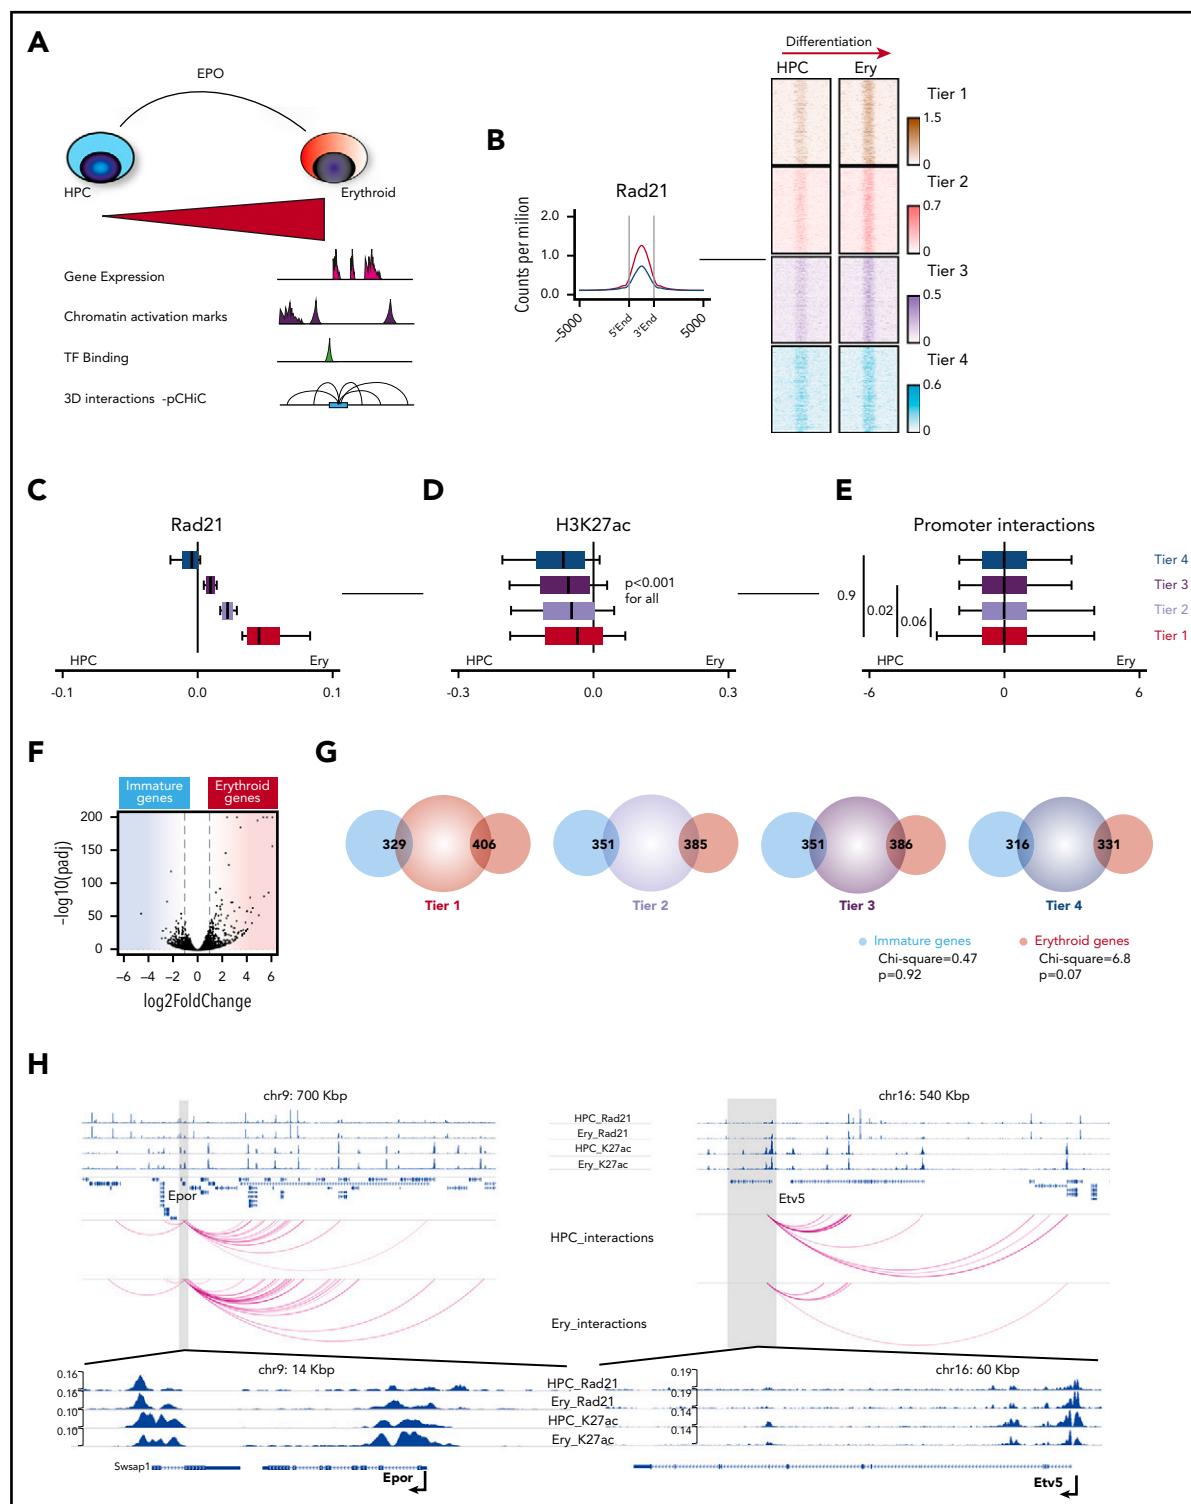 A
EPO
HPC
Erythroid
Gene Expression
Chromatin activation marks
TF Binding
3D interactions -pCHiC
B
Rad21
Counts per milion
2.0
1.0
0.0
-5000
5'End
3'End
5000
Differentiation
HPC
Ery
Tier 1
1.5
0
Tier 2
0.7
0
Tier 3
0.5
0
Tier 4
0.6
0
C
Rad21
HPC
Ery
-0.1
0.0
0.1
D
H3K27ac
p<0.001
for all
HPC
Ery
-0.3
0.0
0.3
E
Promoter interactions
0.9
0.02
0.06
Tier 4
Tier 3
Tier 2
Tier 1
HPC
Ery
-6
0
6
F
Immature
genes
Erythroid
genes
-log10(padj)
200
150
100
50
0
-6 -4 -2 0 2 4 6
log2FoldChange
G
329
406
Tier 1
351
385
Tier 2
351
386
Tier 3
316
331
Tier 4
Immature genes
Chi-square=0.47
p=0.92
Erythroid genes
Chi-square=6.8
p=0.07
H
chr9: 700 Kbp
chr16: 540 Kbp
HPC_Rad21
Ery_Rad21
HPC_K27ac
Ery_K27ac
Epor
Etv5
HPC_interactions
Ery_interactions
chr9: 14 Kbp
chr16: 60 Kbp
0.16
0.16
0.10
0.10
HPC_Rad21
Ery_Rad21
HPC_K27ac
Ery_K27ac
0.19
0.19
0.14
0.14
Swsap1
Epor
Etv5